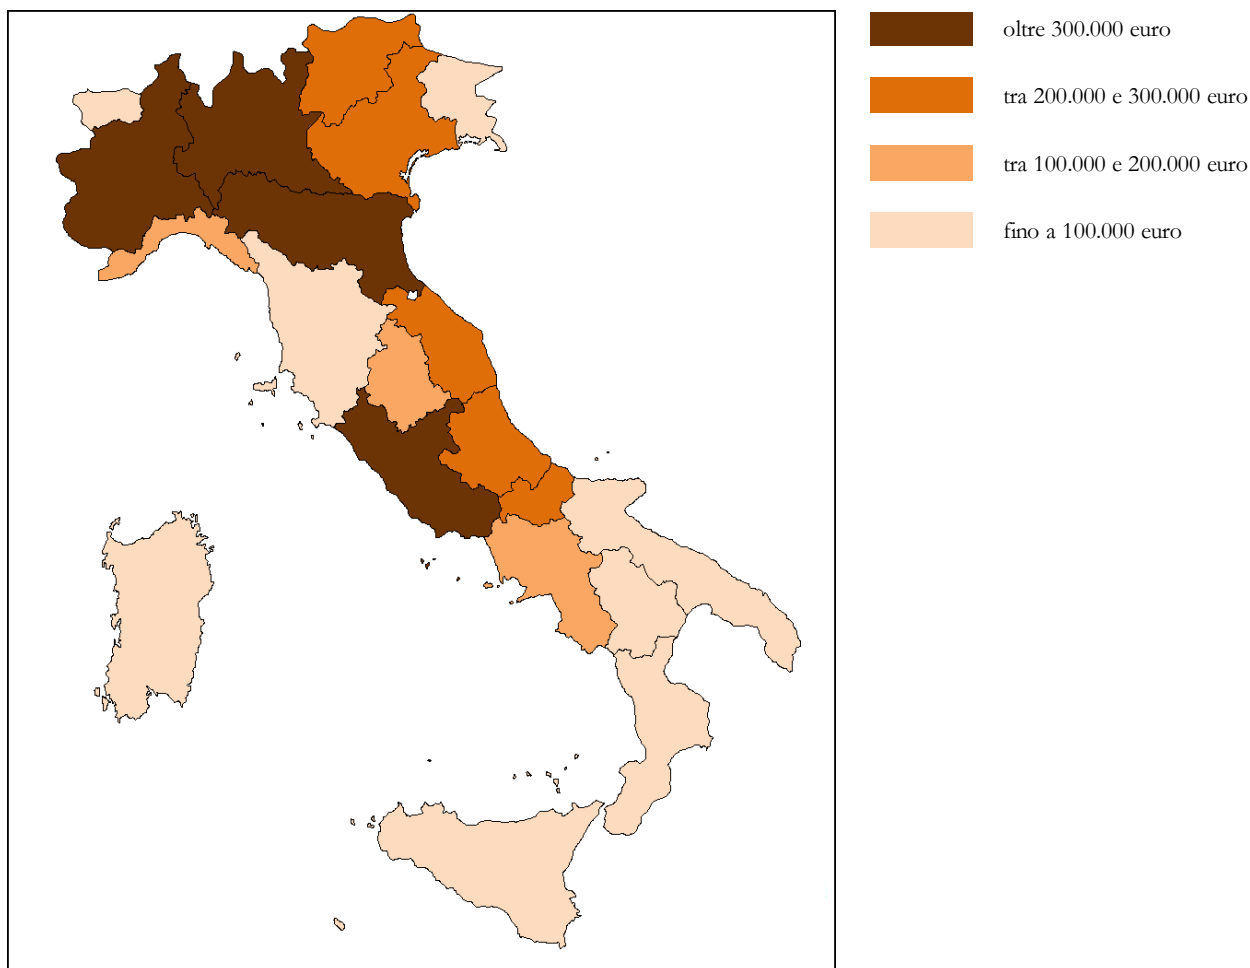 oltre 300.000 euro
tra 200.000 e 300.000 euro
tra 100.000 e 200.000 euro
fino a 100.000 euro